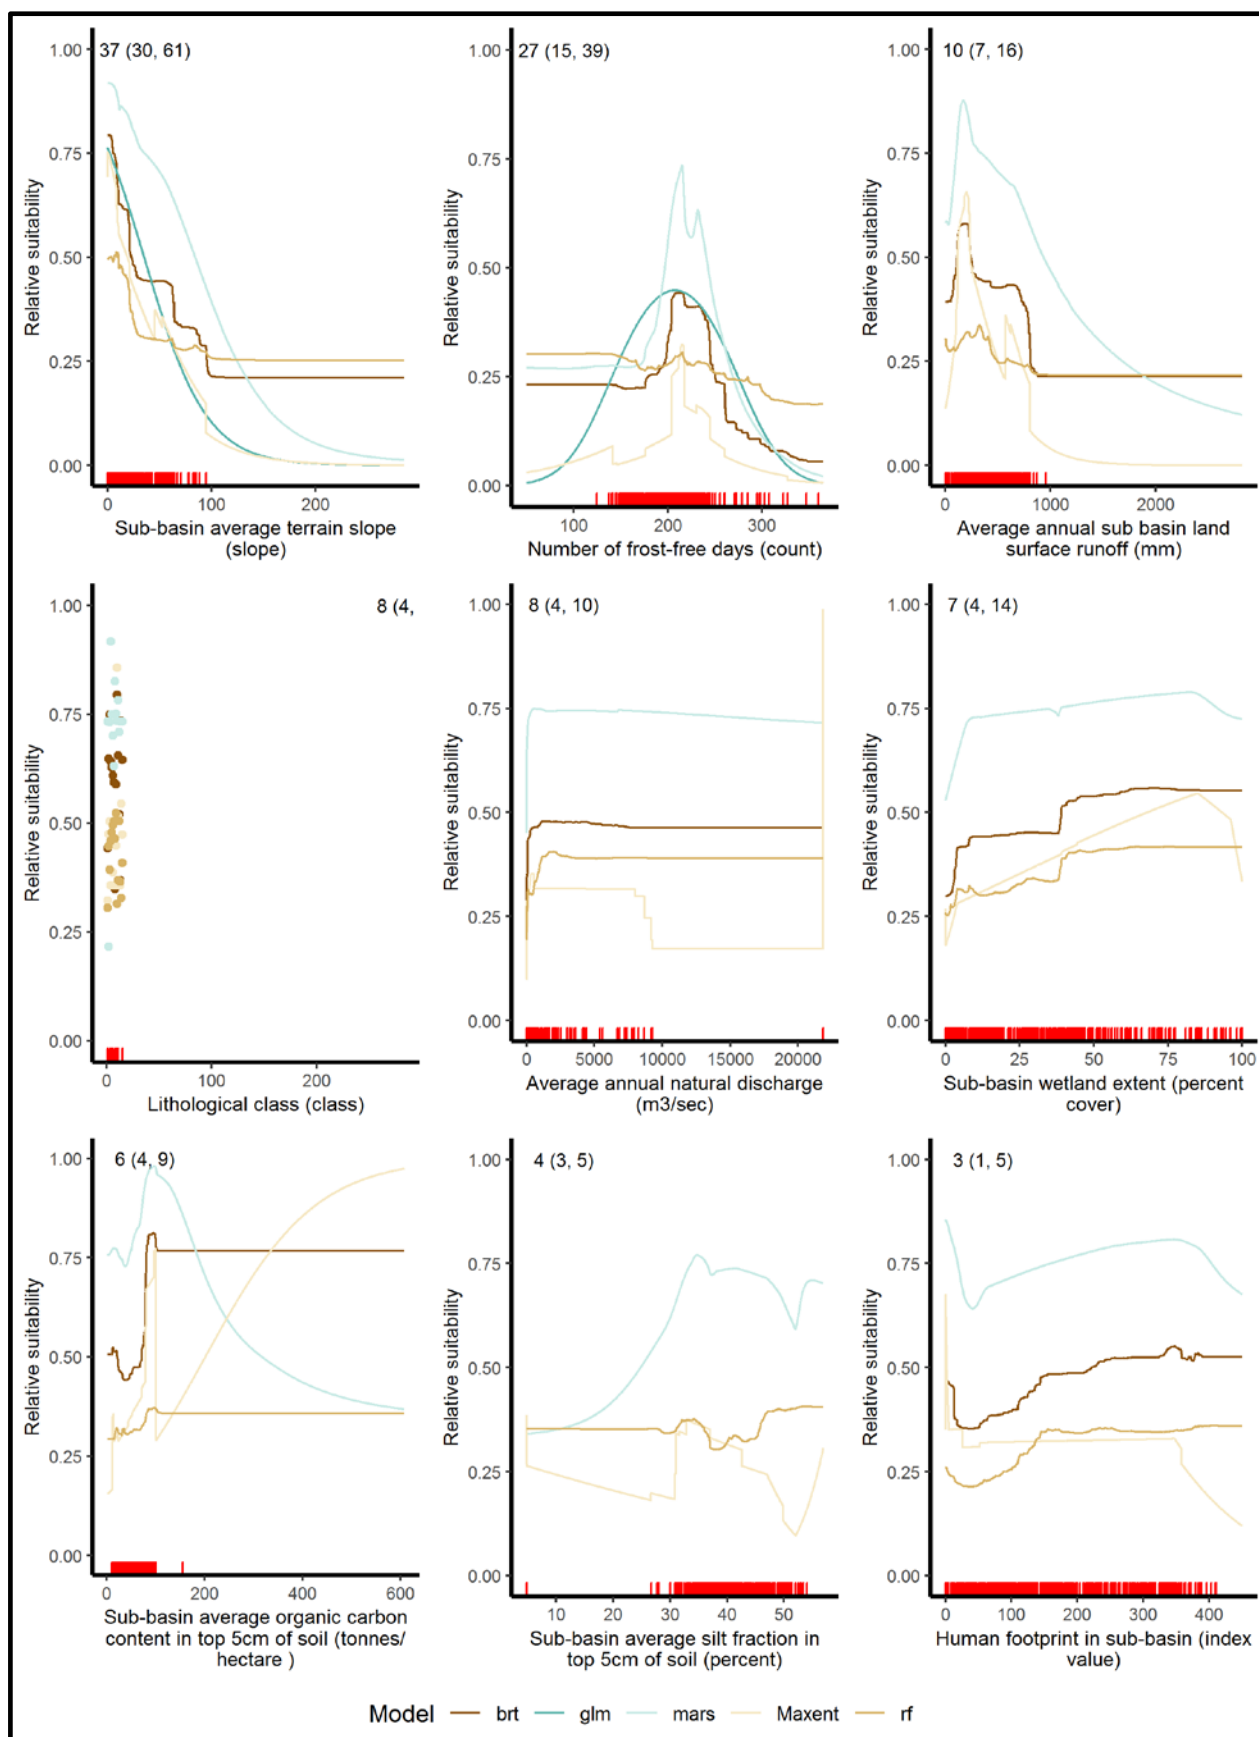 37 (30, 61)
1.00
0.75
0.50
0.25
0.00
Relative suitability
0
100
200
Sub-basin average terrain slope
(slope)
27 (15, 39)
1.00
0.75
0.50
0.25
0.00
Relative suitability
100
200
300
Number of frost-free days (count)
10 (7, 16)
1.00
0.75
0.50
0.25
0.00
Relative suitability
0
1000
2000
Average annual sub basin land
surface runoff (mm)
8 (4,
1.00
0.75
0.50
0.25
0.00
Relative suitability
0
100
200
Lithological class (class)
8 (4, 10)
1.00
0.75
0.50
0.25
0.00
Relative suitability
0
5000
10000
15000
20000
Average annual natural discharge
(m3/sec)
7 (4, 14)
1.00
0.75
0.50
0.25
0.00
Relative suitability
0
25
50
75
100
Sub-basin wetland extent (percent
cover)
6 (4, 9)
1.00
0.75
0.50
0.25
0.00
Relative suitability
0
200
400
600
Sub-basin average organic carbon
content in top 5cm of soil (tonnes/
hectare )
4 (3, 5)
1.00
0.75
0.50
0.25
0.00
Relative suitability
10
20
30
40
50
Sub-basin average silt fraction in
top 5cm of soil (percent)
3 (1, 5)
1.00
0.75
0.50
0.25
0.00
Relative suitability
0
100
200
300
400
Human footprint in sub-basin (index
value)
Model brt glm mars Maxent rf